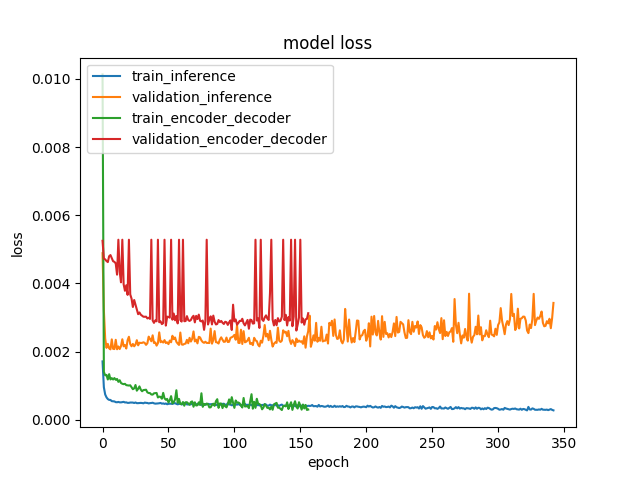 model loss
train_inference
validation_inference
train_encoder_decoder
validation_encoder_decoder
loss
0.010
0.008
0.006
0.004
0.002
0.000
0 50 100 150 200 250 300 350
epoch